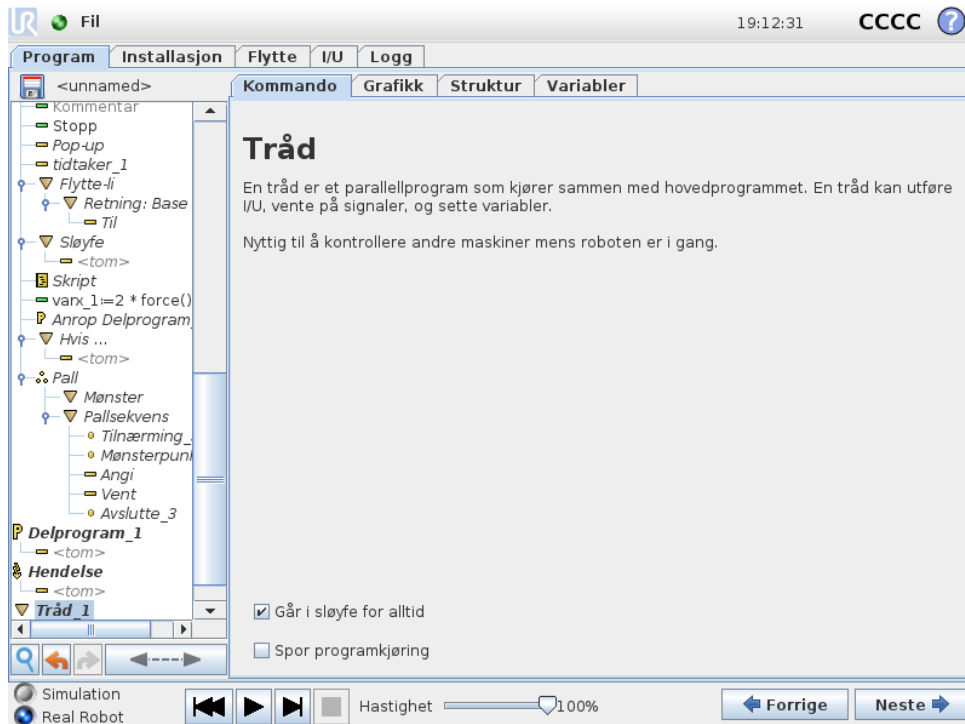 UR Fil 19:12:31 CCCC ?
Program Installasjon Flytte I/U Logg
<unnamed>
Kommando Grafikk Struktur Variabler
Kommentar
Stopp
Pop-up
tidtaker_1
Flytte-li
Retning: Base
Til
Sløyfe
<tom>
Skript
varx_1:=2 * force()
Anrop Delprogram
Hvis ...
<tom>
Pall
Mønster
Pallsekvens
Tilnærming_
Mønsterpunk
Angi
Vent
Avslutte_3
Delprogram_1
<tom>
Hendelse
<tom>
Tråd_1
Tråd
En tråd er et parallellprogram som kjører sammen med hovedprogrammet. En tråd kan utføre
I/U, vente på signaler, og sette variabler.
Nyttig til å kontrollere andre maskiner mens roboten er i gang.
Går i sløyfe for alltid
Spor programkjøring
Simulation
Real Robot
Hastighet 100%
Forrige Neste